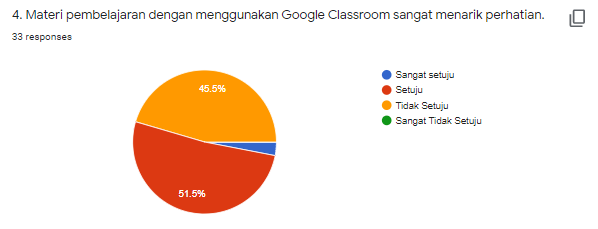 4. Materi pembelajaran dengan menggunakan Google Classroom sangat menarik perhatian.
33 responses
45.5%
51.5%
Sangat setuju
Setuju
Tidak Setuju
Sangat Tidak Setuju